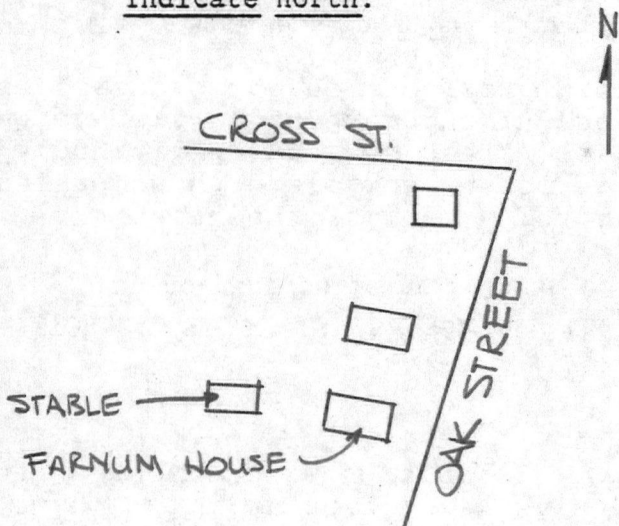 indicate north.
N
CROSS ST.
OAK STREET
STABLE
FARNUM HOUSE